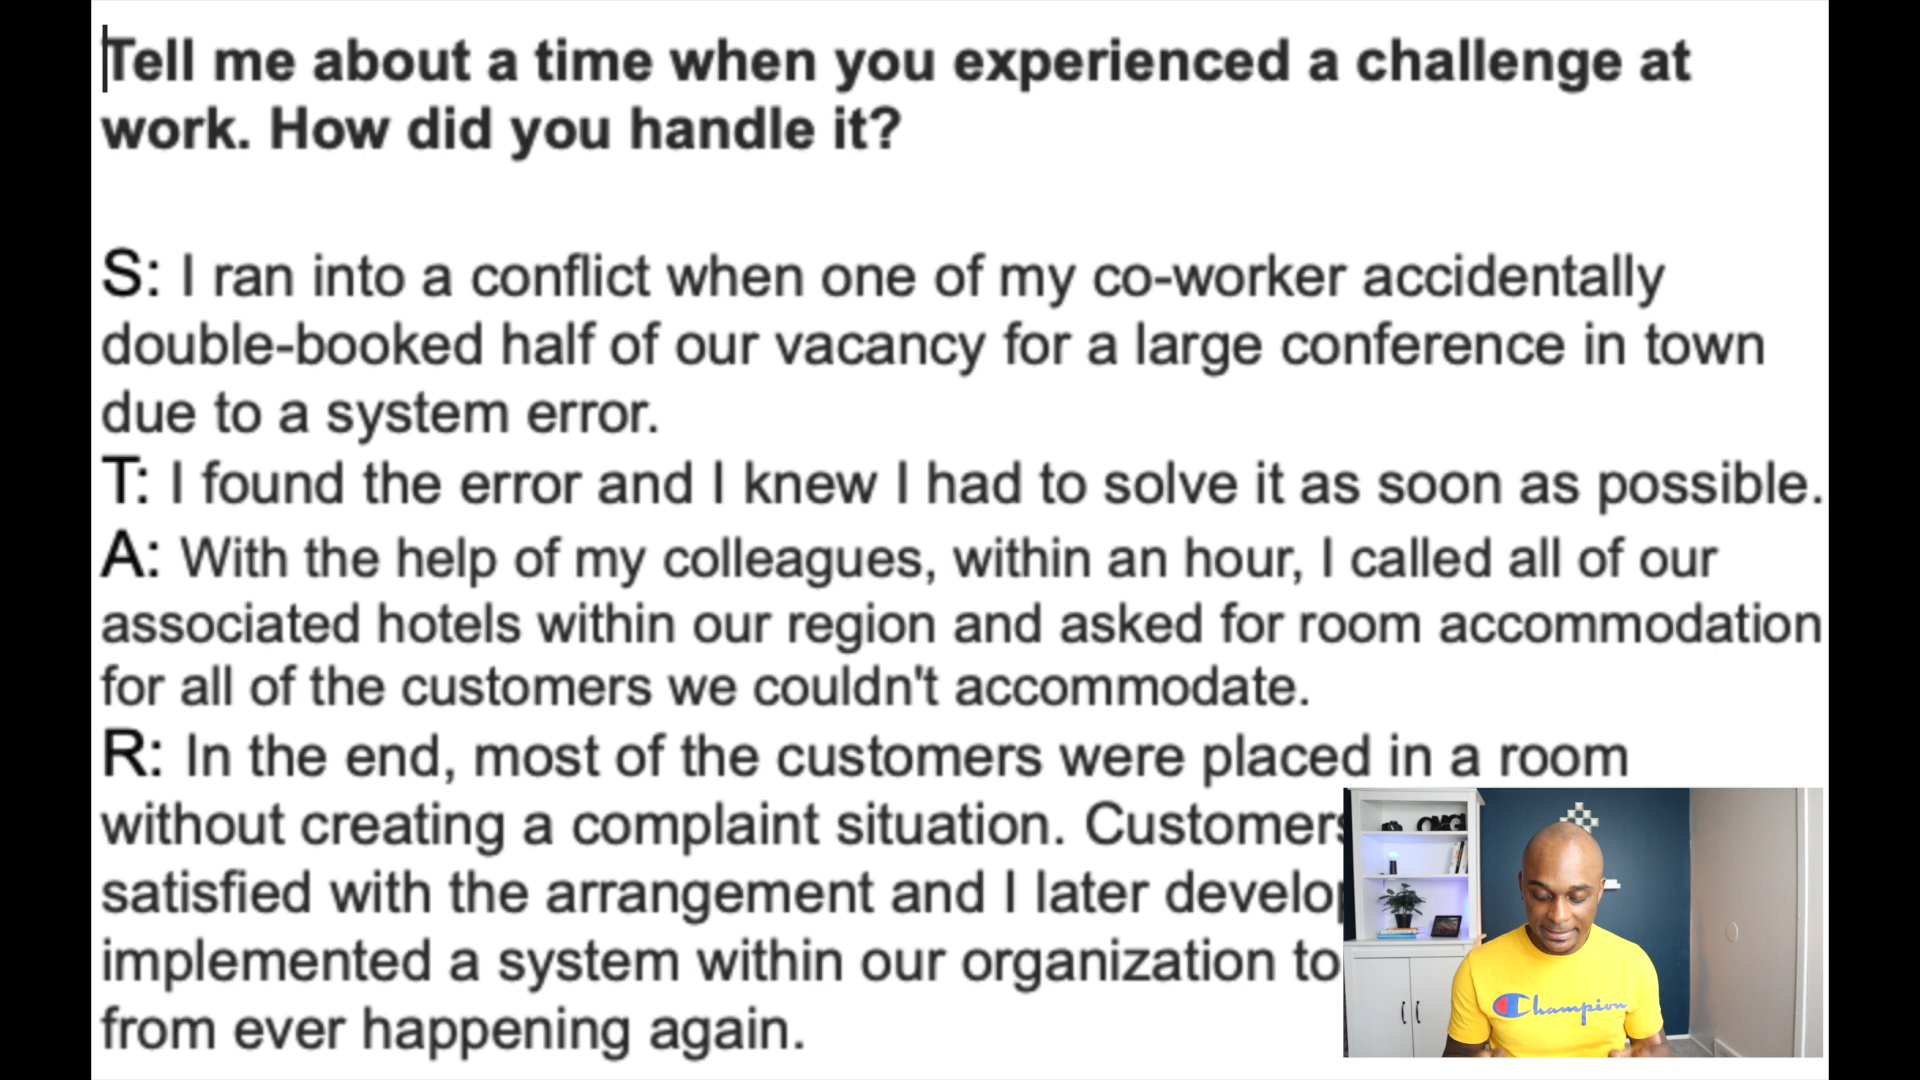 Tell me about a time when you experienced a challenge at
work. How did you handle it?
S: I ran into a conflict when one of my co-worker accidentally
double-booked half of our vacancy for a large conference in town
due to a system error.
T: I found the error and I knew I had to solve it as soon as possible.
A: With the help of my colleagues, within an hour, I called all of our
associated hotels within our region and asked for room accommodation
for all of the customers we couldn't accommodate.
R: In the end, most of the customers were placed in a room
without creating a complaint situation. Customers
satisfied with the arrangement and I later
implemented a system within our organization to
from ever happening again.
OMG
Champion